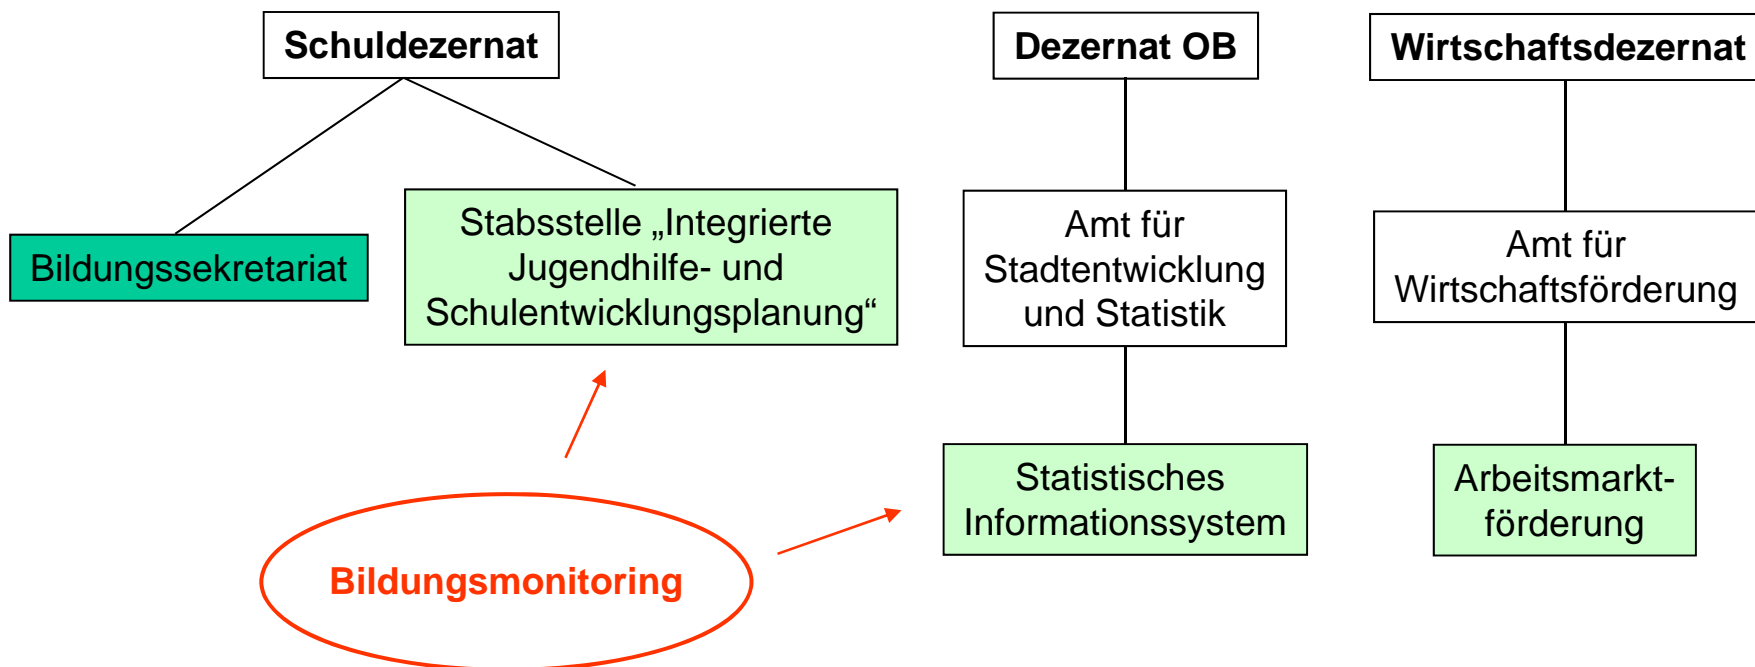 Schuldezernat
Dezernat OB
Wirtschaftsdezernat
Bildungssekretariat
Stabsstelle „Integrierte
Jugendhilfe- und
Schulentwicklungsplanung“
Amt für
Stadtentwicklung
und Statistik
Amt für
Wirtschaftsförderung
Statistisches
Informationssystem
Arbeitsmarkt-
förderung
Bildungsmonitoring